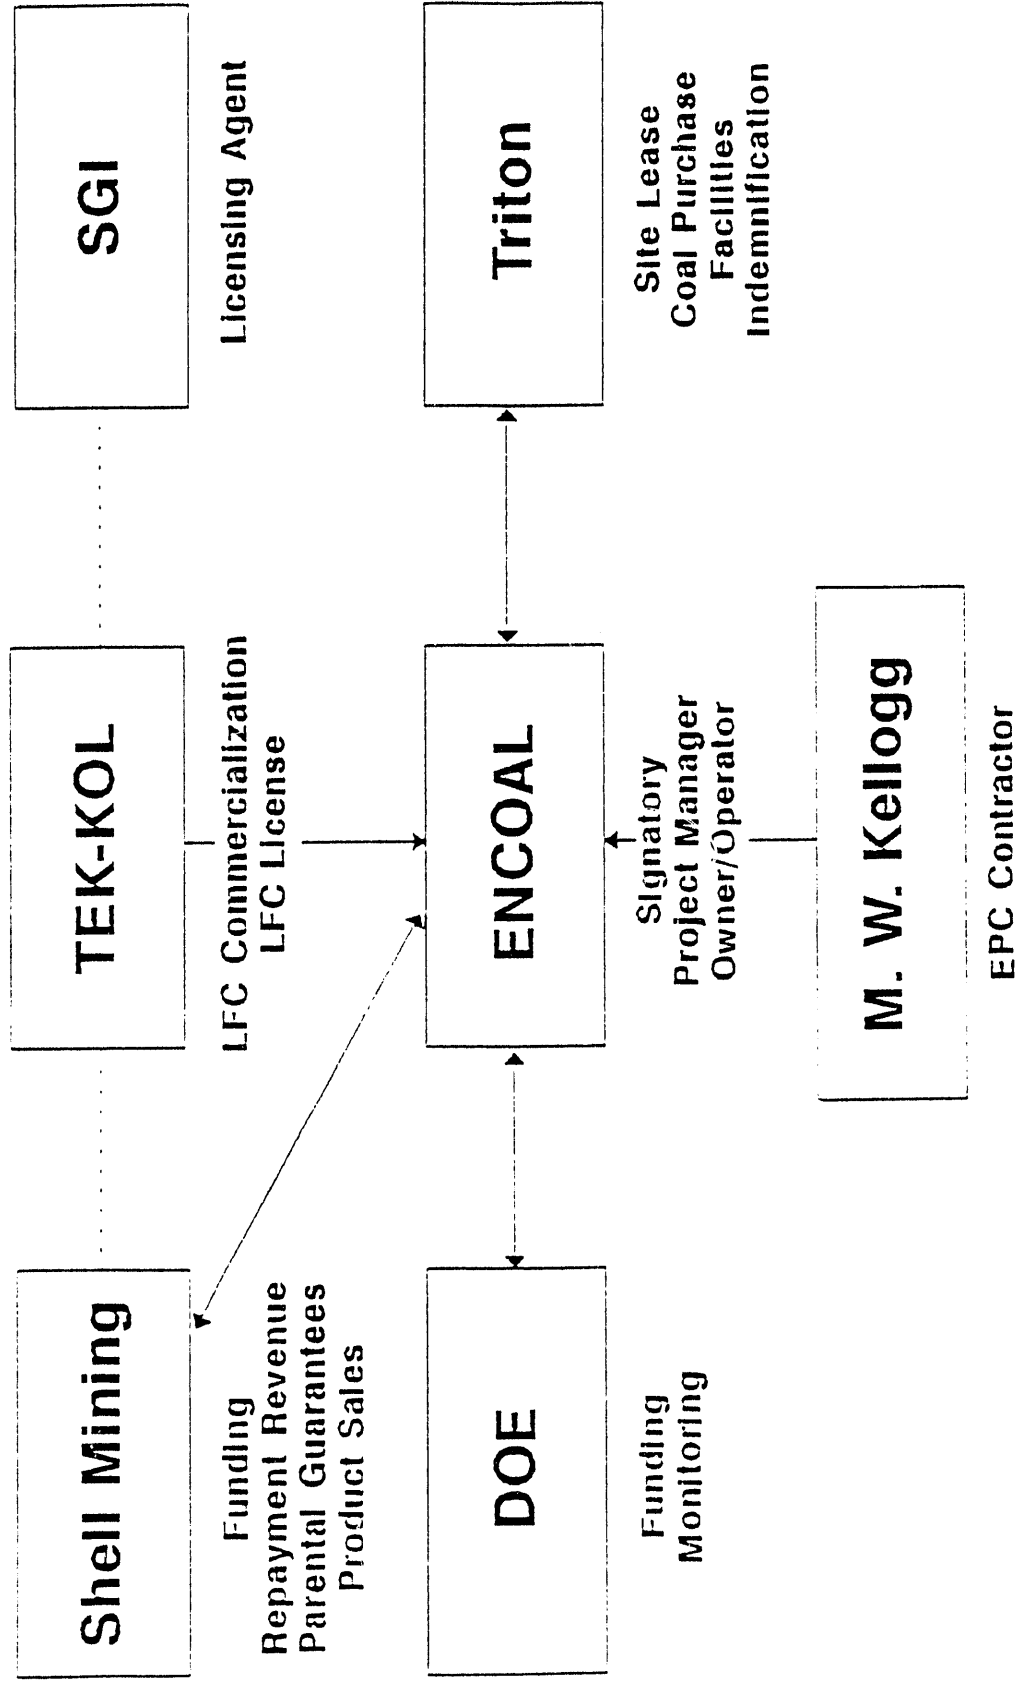 Shell Mining
Funding
Repayment Revenue
Parental Guarantees
Product Sales
TEK-KOL
LFC Commercialization
LFC License
SGI
Licensing Agent
DOE
Funding
Monitoring
ENCOAL
Signatory
Project Manager
Owner/Operator
Triton
Site Lease
Coal Purchase
Facilities
Indemnification
M. W. Kellogg
EPC Contractor